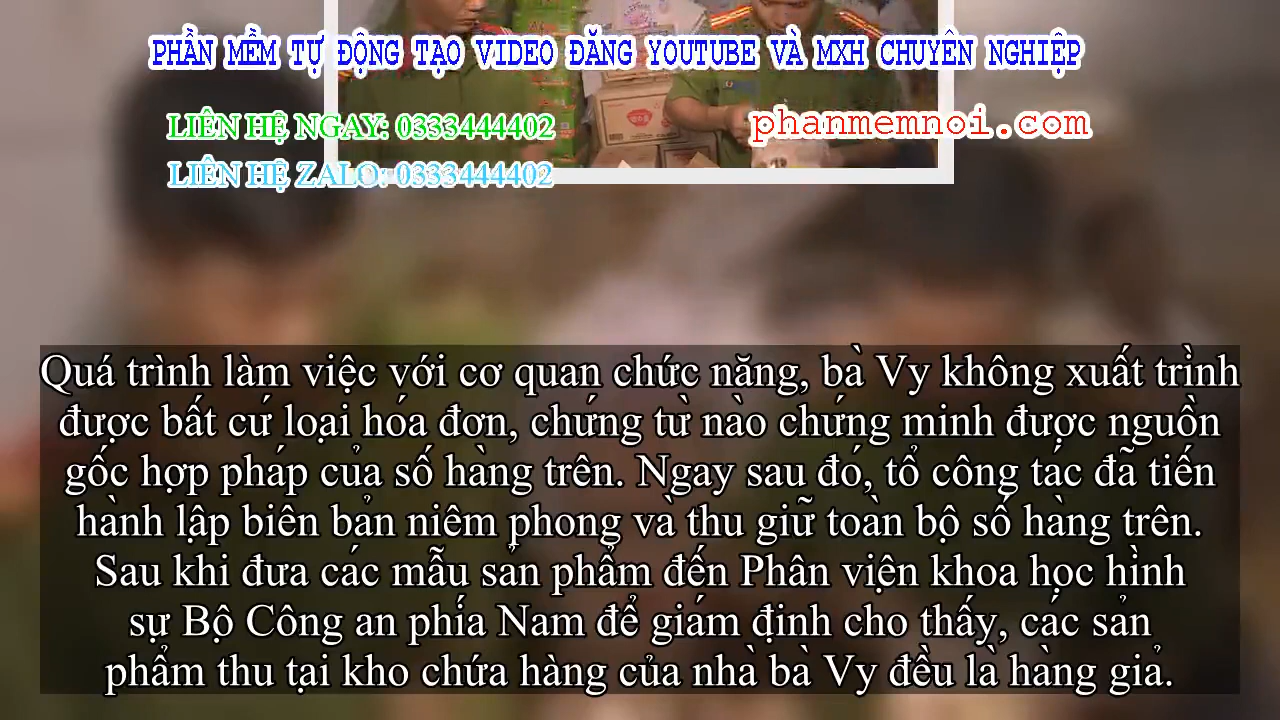 PHẦN MỀM TỰ ĐỘNG TẠO VIDEO ĐĂNG YOUTUBE VÀ MXH CHUYÊN NGHIỆP
LIÊN HỆ NGAY: 0333444402
phanmemnoi.com
LIÊN HỆ ZALO: 0333444402
Quá trình làm việc với cơ quan chức năng, bà Vy không xuất trình
được bất cứ loại hóa đơn, chứng từ nào chứng minh được nguồn
gốc hợp pháp của số hàng trên. Ngay sau đó, tổ công tác đã tiến
hành lập biên bản niêm phong và thu giữ toàn bộ số hàng trên.
Sau khi đưa các mẫu sản phẩm đến Phân viện khoa học hình
sự Bộ Công an phía Nam để giám định cho thấy, các sản
phẩm thu tại kho chứa hàng của nhà bà Vy đều là hàng giả.